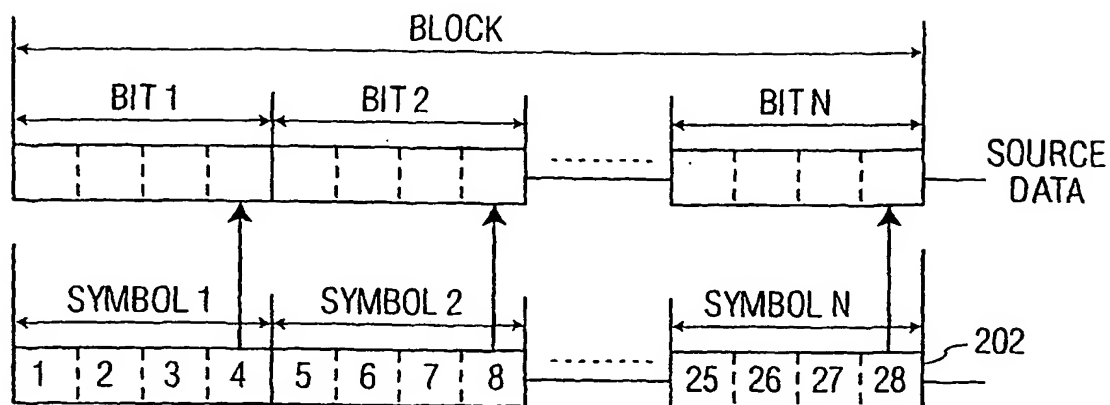 BLOCK
BIT 1 BIT 2 BIT N
SOURCE
DATA
SYMBOL 1 SYMBOL 2 SYMBOL N
202
1 2 3 4 5 6 7 8 25 26 27 28